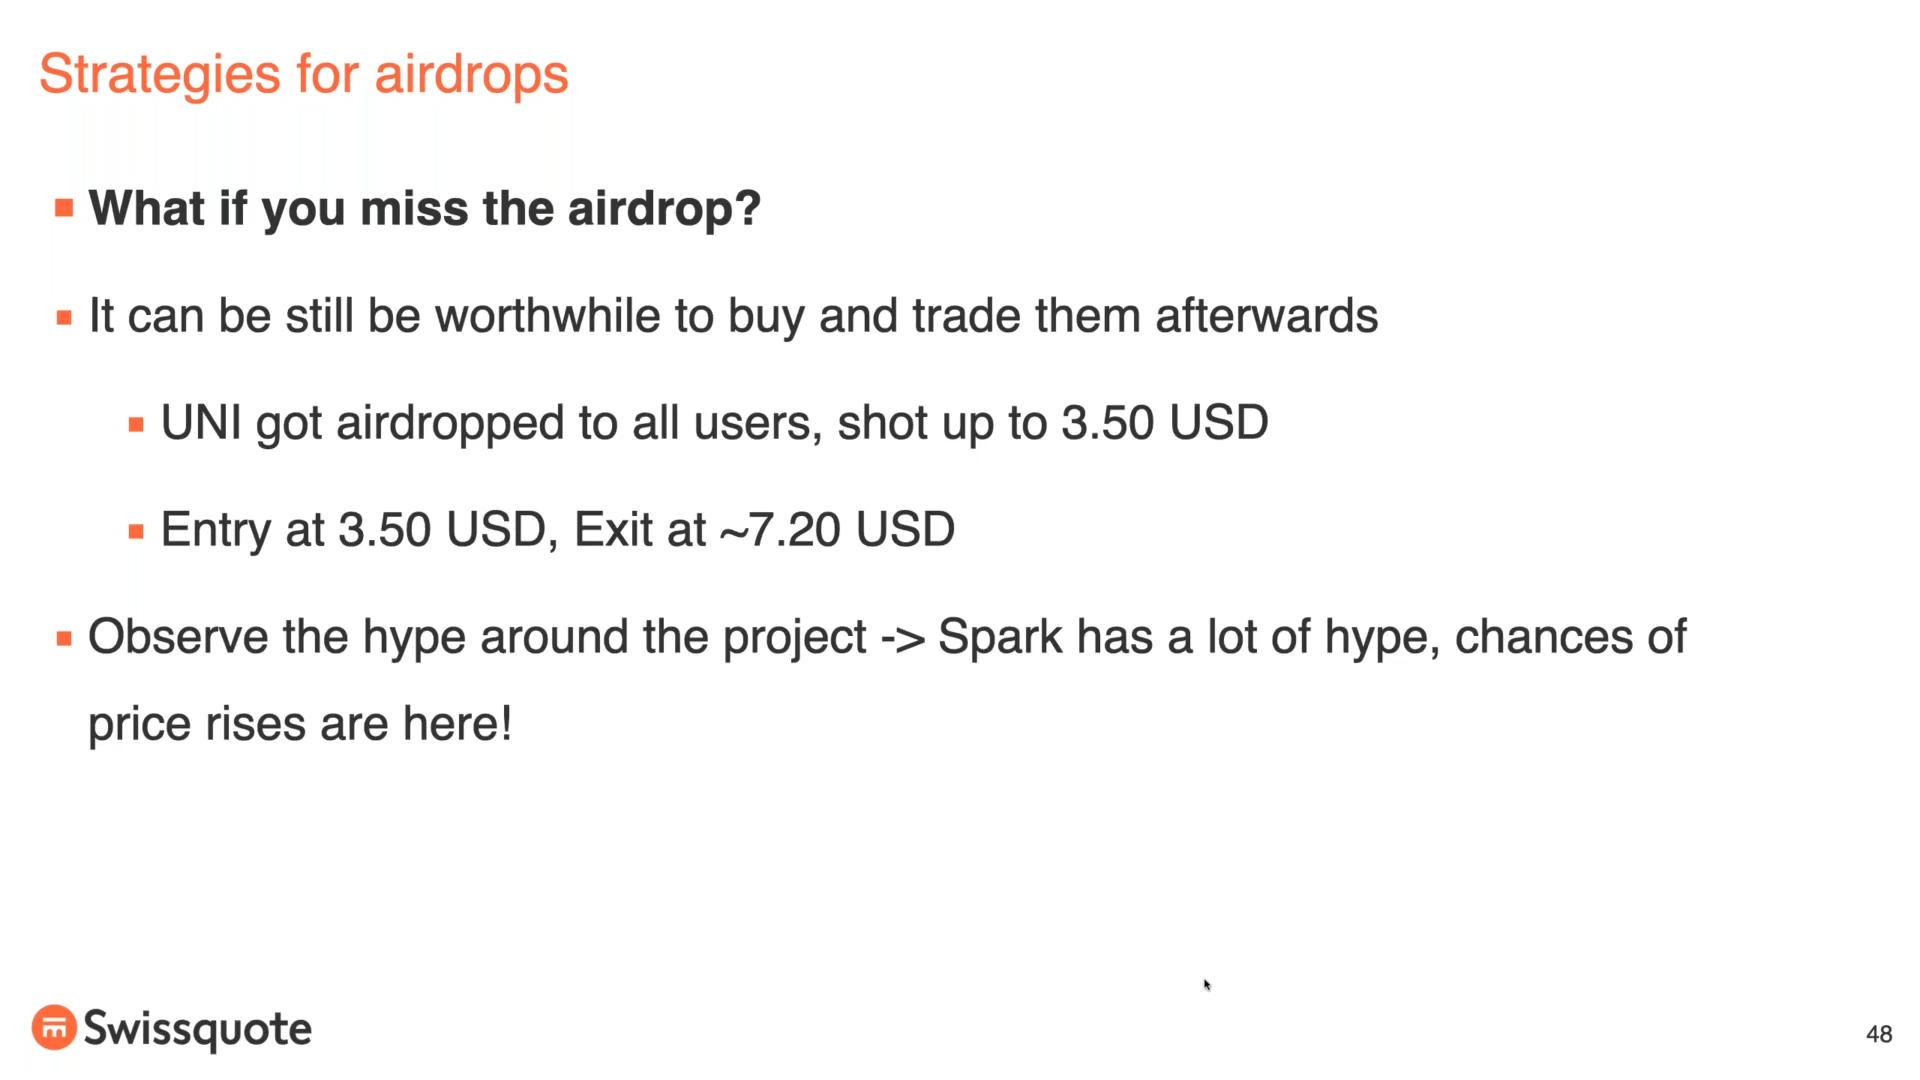 Strategies for airdrops
What if you miss the airdrop?
It can be still be worthwhile to buy and trade them afterwards
UNI got airdropped to all users, shot up to 3.50 USD
Entry at 3.50 USD, Exit at ~7.20 USD
Observe the hype around the project -> Spark has a lot of hype, chances of
price rises are here!
Swissquote
48